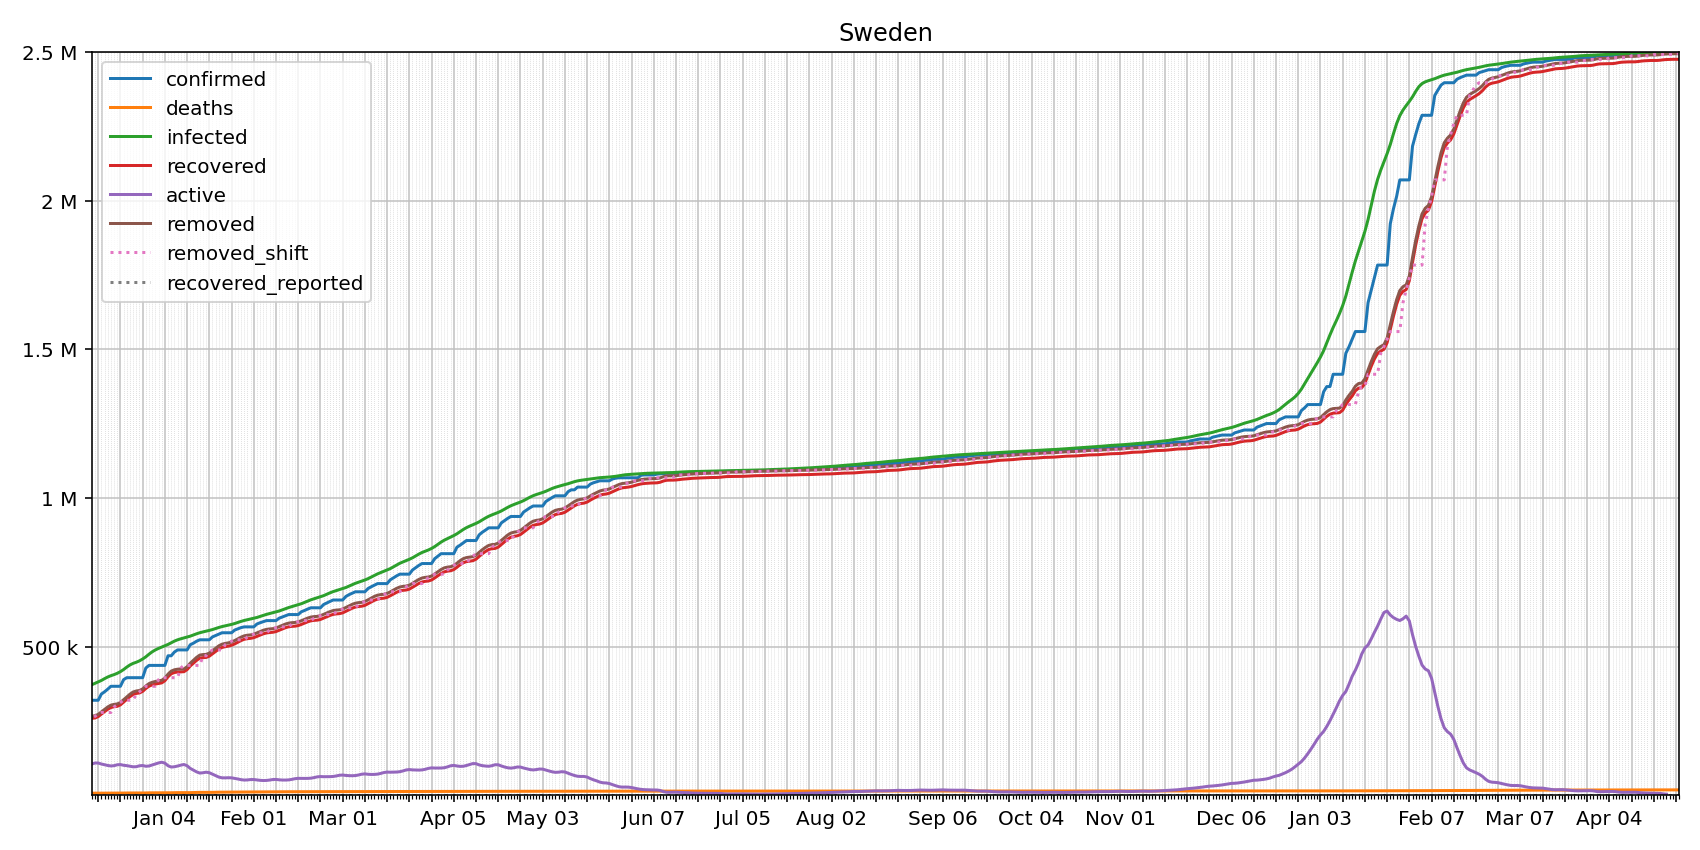 Sweden
2.5 M
2 M
1.5 M
1 M
500 k
confirmed
deaths
infected
recovered
active
removed
removed_shift
recovered_reported
Jan 04 Feb 01 Mar 01 Apr 05 May 03 Jun 07 Jul 05 Aug 02 Sep 06 Oct 04 Nov 01 Dec 06 Jan 03 Feb 07 Mar 07 Apr 04